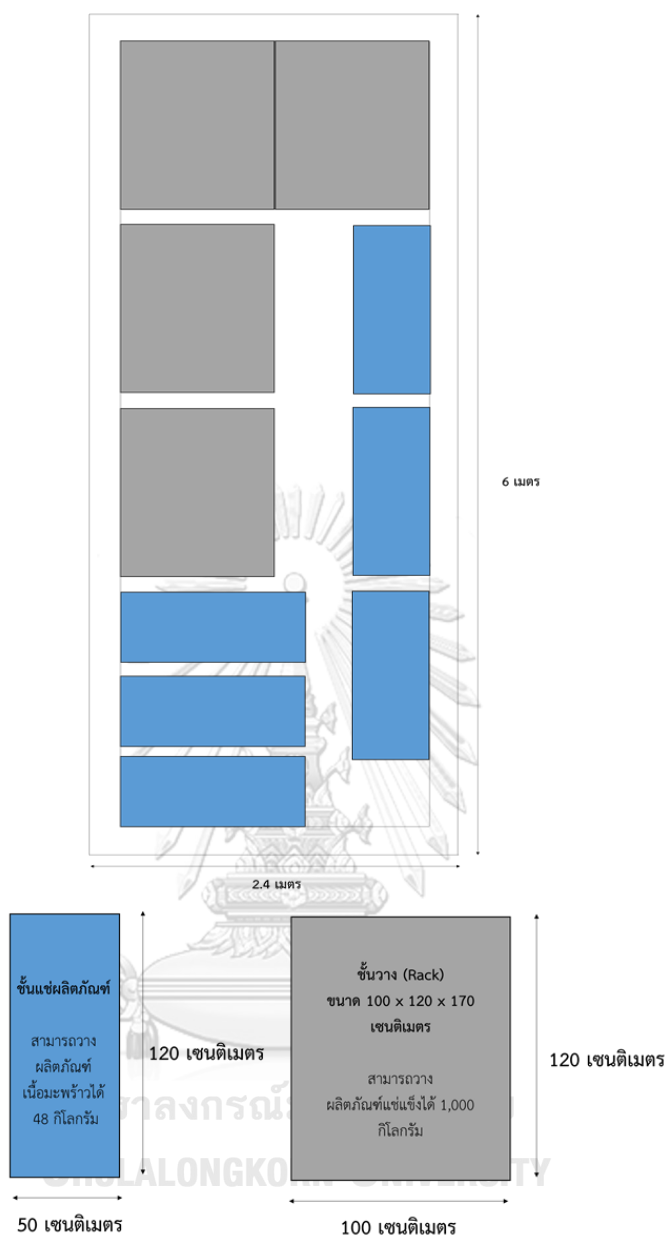 6 เมตร
2.4 เมตร
ชั้นแช่ผลิตภัณฑ์
สามารถวาง
ผลิตภัณฑ์
เนื้อมะพร้าวได้
48 กิโลกรัม
120 เซนติเมตร
50 เซนติเมตร
ชั้นวาง (Rack)
ขนาด 100 x 120 x 170
เซนติเมตร
สามารถวาง
ผลิตภัณฑ์แช่แข็งได้ 1,000
กิโลกรัม
120 เซนติเมตร
100 เซนติเมตร